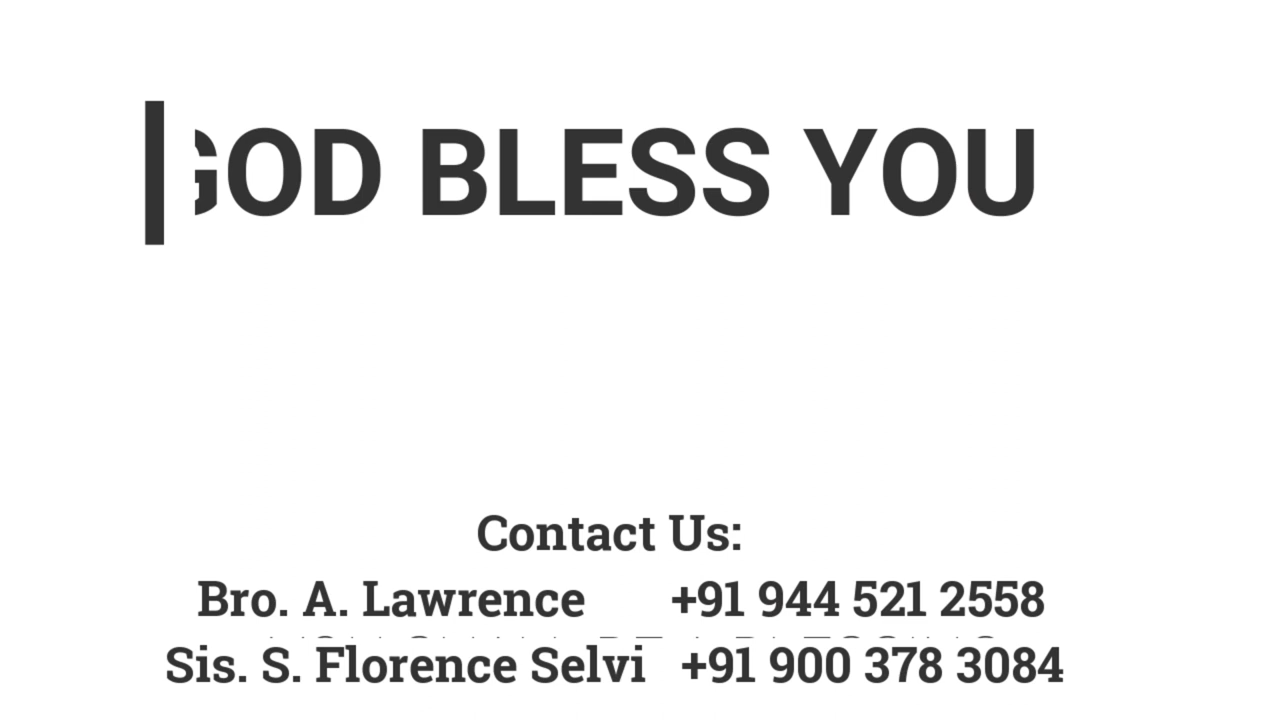 GOD BLESS YOU
Contact Us:
Bro. A. Lawrence +91 944 521 2558
Sis. S. Florence Selvi +91 900 378 3084